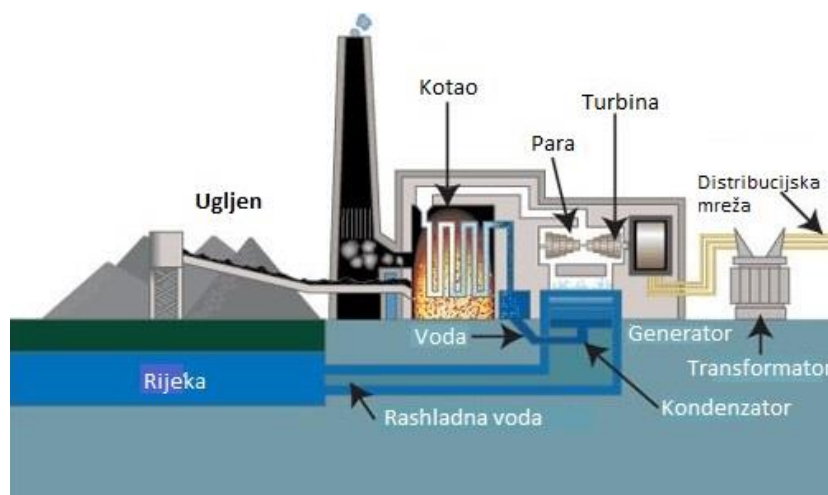 Kotao
Turbina
Para
Distribucijska
mreža
Ugljen
Voda
Generator
Transformator
Rijeka
Kondenzator
Rashladna voda